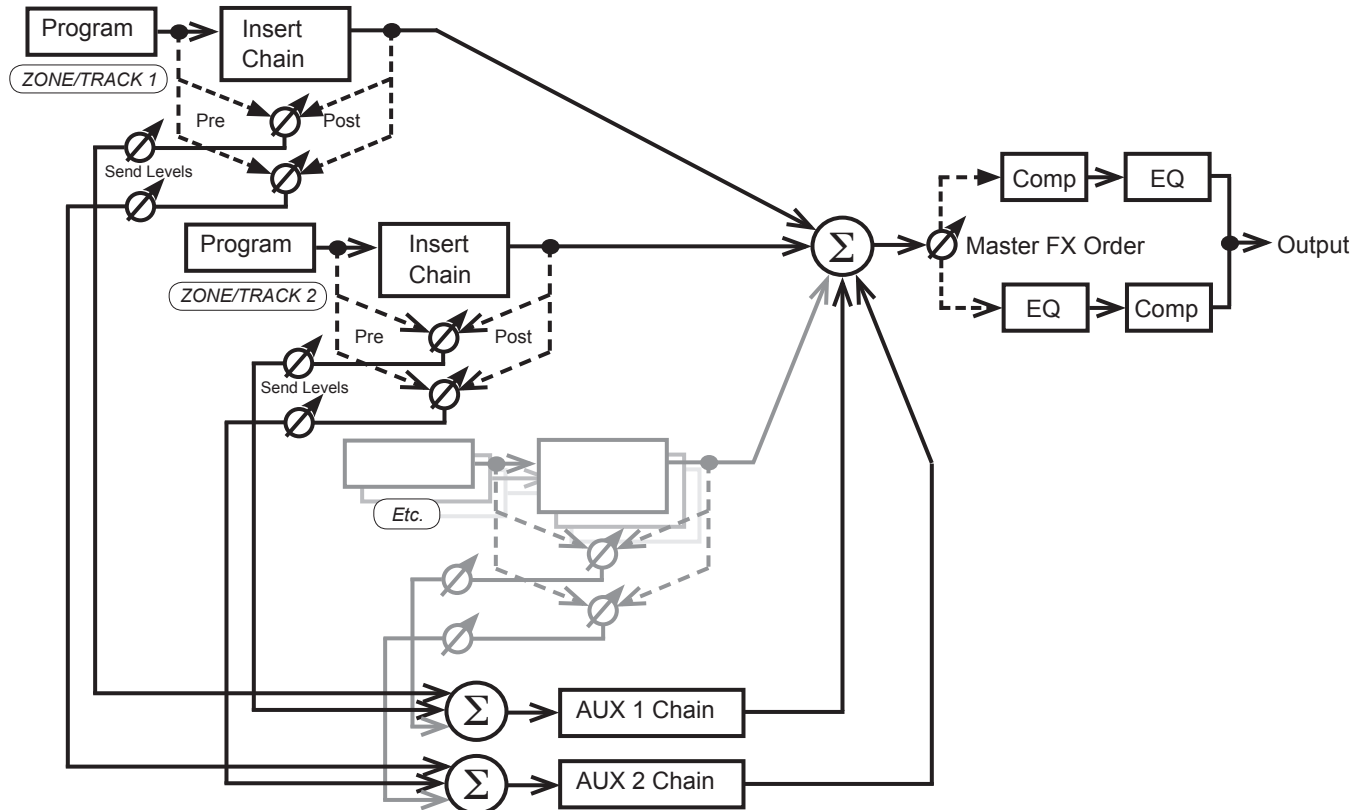 Program
Insert
Chain
ZONE/TRACK 1
Pre
Post
Send Levels
Program
Insert
Chain
ZONE/TRACK 2
Pre
Post
Send Levels
Σ
Master FX Order
Comp
EQ
EQ
Comp
Output
Etc.
Σ
AUX 1 Chain
Σ
AUX 2 Chain